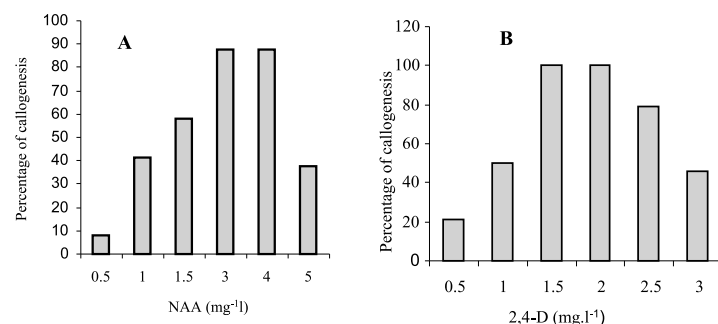 A
Percentage of callogenesis
100
90
80
70
60
50
40
30
20
10
0
0.5 1 1.5 3 4 5
NAA (mg⁻¹l)
B
Percentage of callogenesis
120
100
80
60
40
20
0
0.5 1 1.5 2 2.5 3
2,4-D (mg.l⁻¹)